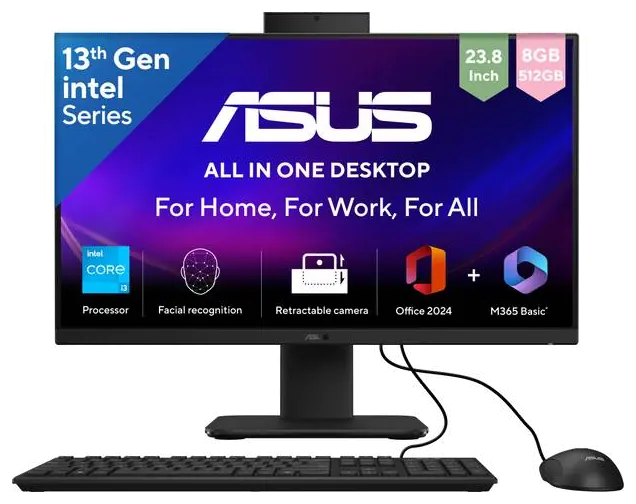 13th Gen
intel
Series
23.8
Inch
8GB
512GB
ASUS
ALL IN ONE DESKTOP
For Home, For Work, For All
intel
CORE
i3
Processor
Facial recognition
Retractable camera
Office 2024
+
M365 Basic*
ASUS
ASUS